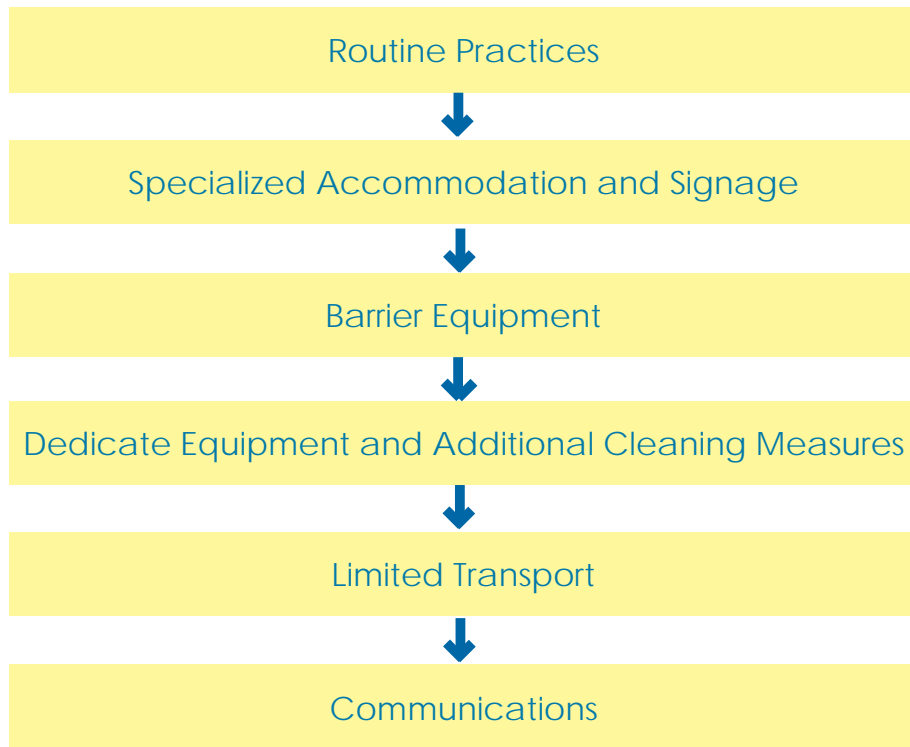 Routine Practices
Specialized Accommodation and Signage
Barrier Equipment
Dedicate Equipment and Additional Cleaning Measures
Limited Transport
Communications